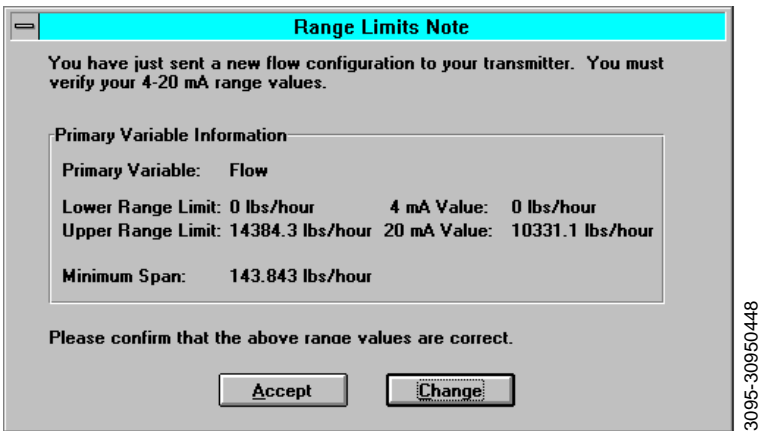 Range Limits Note
You have just sent a new flow configuration to your transmitter. You must
verify your 4-20 mA range values.
Primary Variable Information
Primary Variable: Flow
Lower Range Limit: 0 lbs/hour 4 mA Value: 0 lbs/hour
Upper Range Limit: 14384.3 lbs/hour 20 mA Value: 10331.1 lbs/hour
Minimum Span: 143.843 lbs/hour
Please confirm that the above range values are correct.
Accept Change
3095-30950448